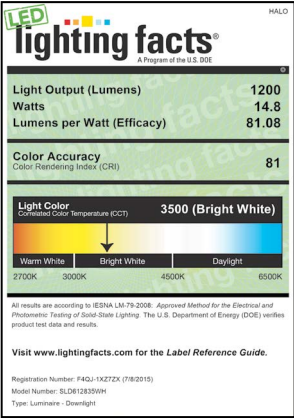 HALO
LED
lighting facts®
A Program of the U.S. DOE
Light Output (Lumens) 1200
Watts 14.8
Lumens per Watt (Efficacy) 81.08
Color Accuracy
Color Rendering Index (CRI) 81
Light Color
Correlated Color Temperature (CCT) 3500 (Bright White)
Warm White Bright White Daylight
2700K 3000K 4500K 6500K
All results are according to IESNA LM-79-2008: Approved Method for the Electrical and
Photometric Testing of Solid-State Lighting. The U.S. Department of Energy (DOE) verifies
product test data and results.
Visit www.lightingfacts.com for the Label Reference Guide.
Registration Number: F4QJ-1XZ7ZX (7/8/2015)
Model Number: SLD612835WH
Type: Luminaire - Downlight